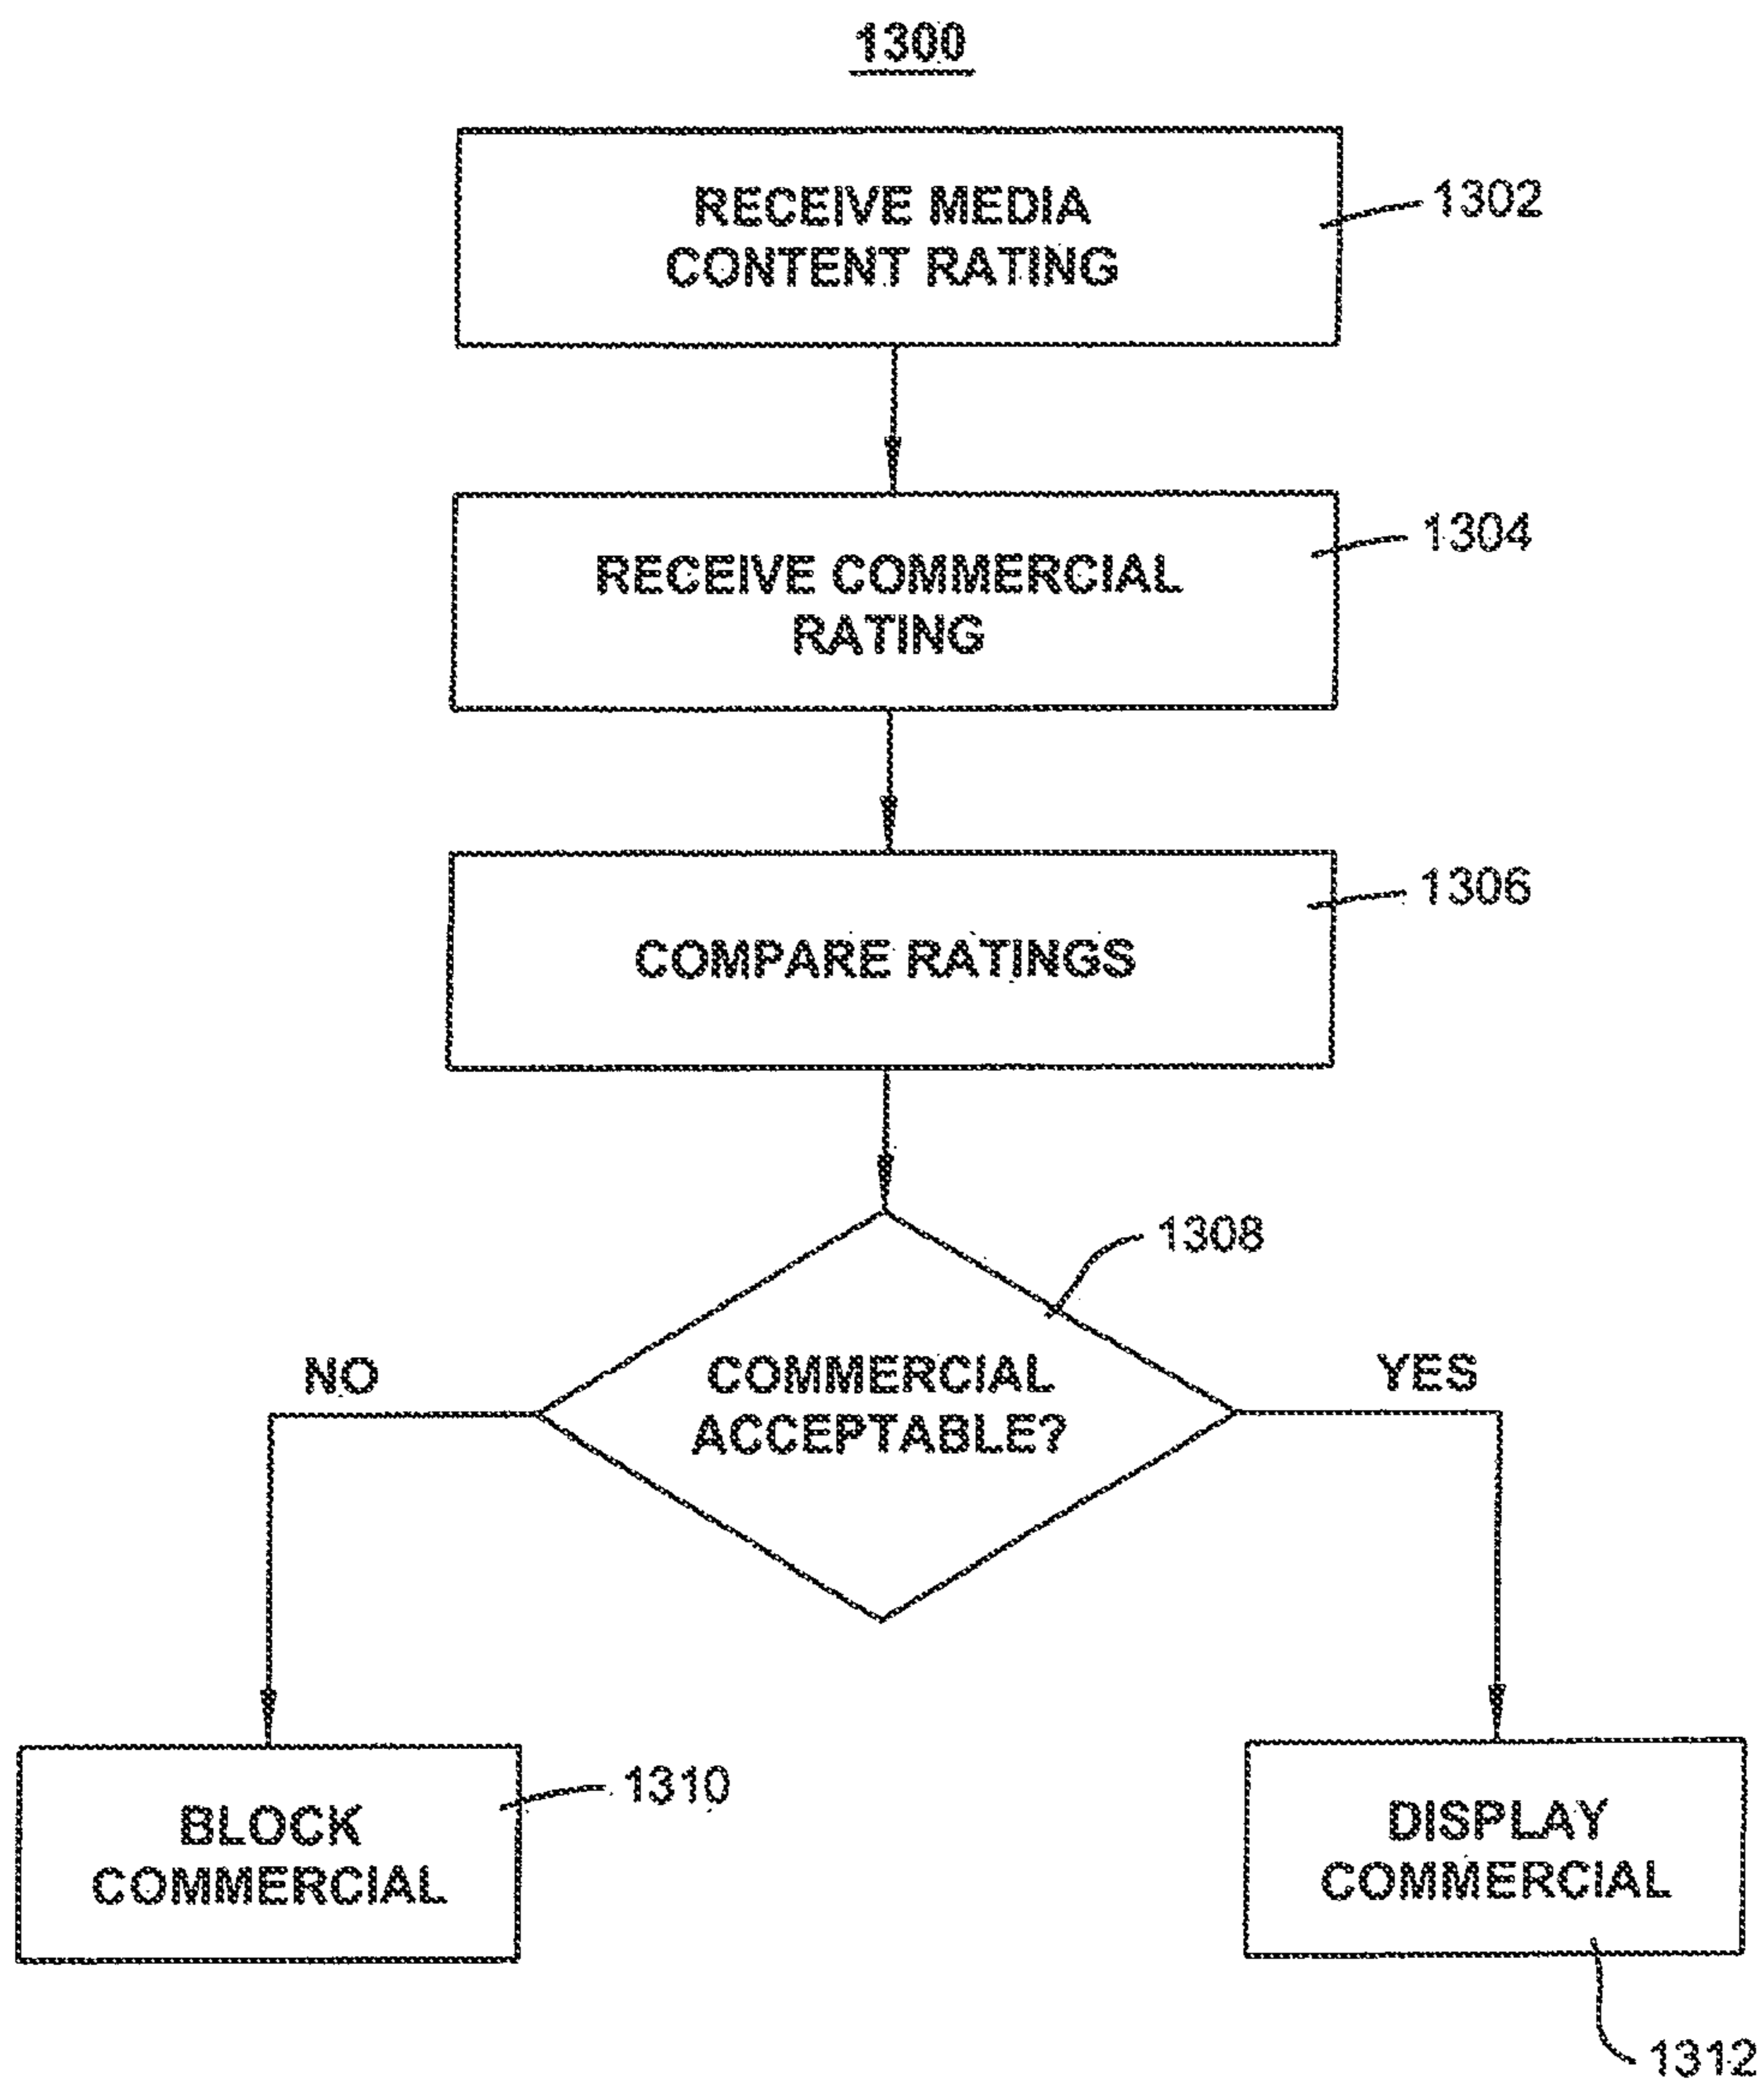 1300
RECEIVE MEDIA
CONTENT RATING
1302
RECEIVE COMMERCIAL
RATING
1304
COMPARE RATINGS
1306
COMMERCIAL
ACCEPTABLE?
1308
NO
YES
BLOCK
COMMERCIAL
1310
DISPLAY
COMMERCIAL
1312